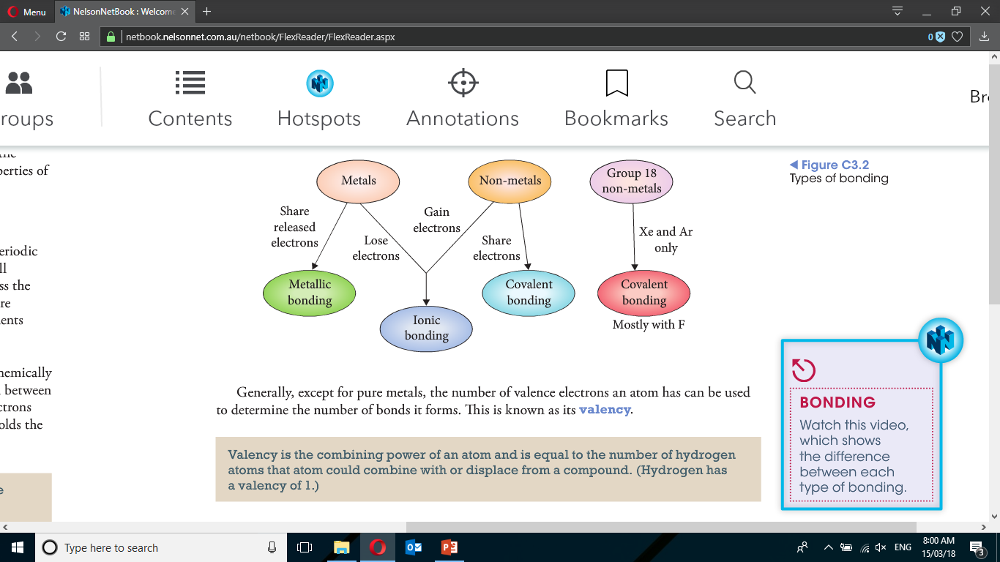 Menu
NelsonNetBook : Welcome
netbook.nelsonnet.com.au/netbook/FlexReader/FlexReader.aspx
0
roups
Contents
Hotspots
Annotations
Bookmarks
Search
Bro
the
perties of
eriodic
ll
ss the
re
ents
hemically
between
ctrons
olds the
e
Metals
Non-metals
Group 18
non-metals
Share
released
electrons
Lose
electrons
Gain
electrons
Share
electrons
Xe and Ar
only
Metallic
bonding
Ionic
bonding
Covalent
bonding
Covalent
bonding
Mostly with F
◀ Figure C3.2
Types of bonding
Generally, except for pure metals, the number of valence electrons an atom has can be used
to determine the number of bonds it forms. This is known as its valency.
Valency is the combining power of an atom and is equal to the number of hydrogen
atoms that atom could combine with or displace from a compound. (Hydrogen has
a valency of 1.)
BONDING
Watch this video,
which shows
the difference
between each
type of bonding.
Type here to search
ENG
8:00 AM
15/03/18
3